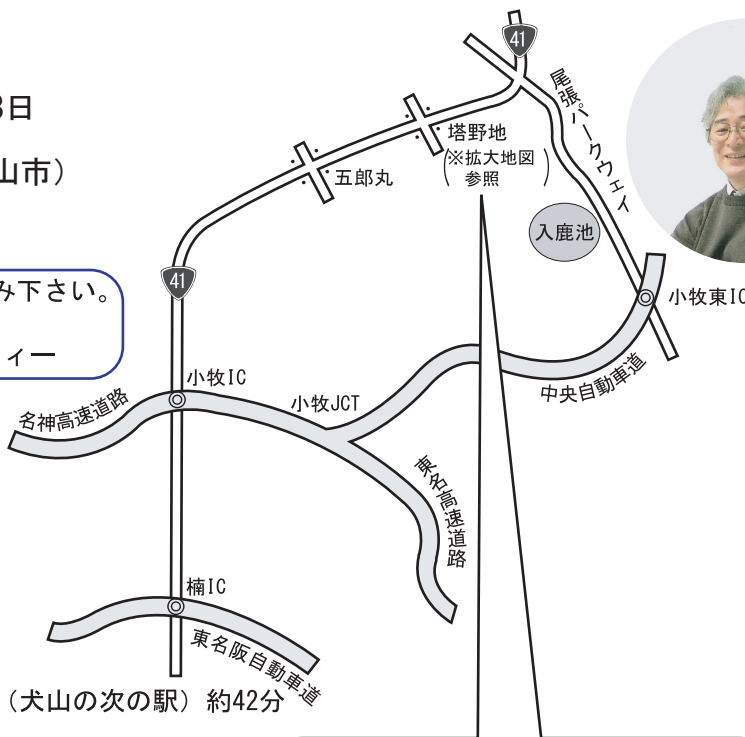 日
山市）
み下さい。
ィー
41
尾張パークウェイ
塔野地
（※拡大地図
参照）
五郎丸
入鹿池
41
小牧東IC
小牧IC
小牧JCT
中央自動車道
名神高速道路
東名高速道路
楠IC
東名阪自動車道
（犬山の次の駅）約42分